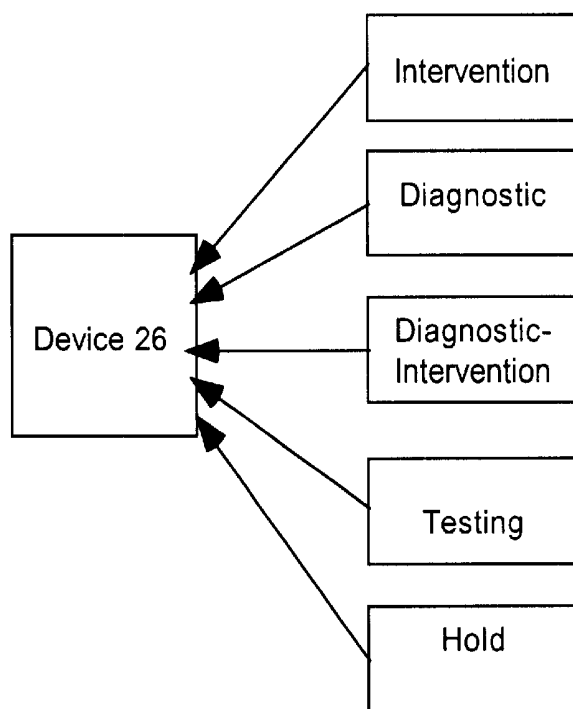 Intervention
Diagnostic
Device 26
Diagnostic-
Intervention
Testing
Hold